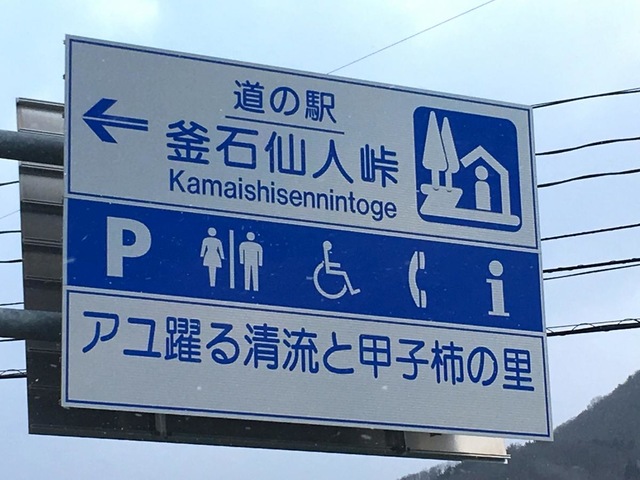 道の駅
釜石仙人峠
Kamaishisennintoge
P
i
アユ躍る清流と甲子柿の里